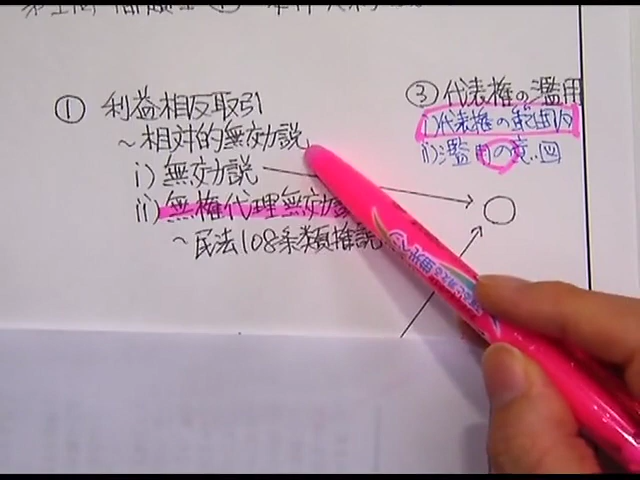 ① 利益相反取引
～相対的無効説
i) 無効説
ii) 無権代理無効
～民法108条類推説
③ 代表権の濫用
i) 代表権の範囲内
ii) 濫用の意図